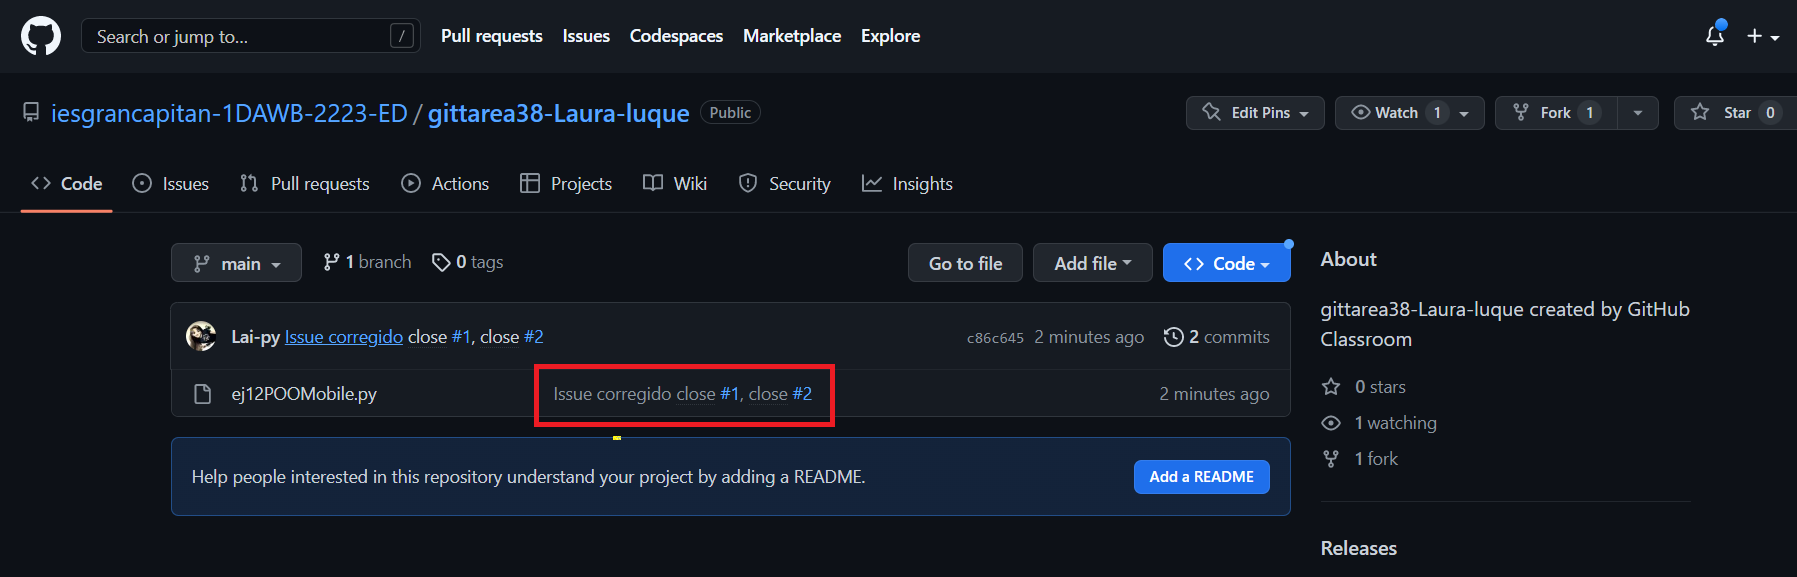 Search or jump to... / Pull requests Issues Codespaces Marketplace Explore
iesgrancapitan-1DAWB-2223-ED / gittarea38-Laura-luque Public Edit Pins Watch 1 Fork 1 Star 0
Code Issues Pull requests Actions Projects Wiki Security Insights
main 1 branch 0 tags Go to file Add file Code
About
gittarea38-Laura-luque created by GitHub
Classroom
Lai-py Issue corregido close #1, close #2 c86c645 2 minutes ago 2 commits
ej12POOMobile.py Issue corregido close #1, close #2 2 minutes ago
0 stars
1 watching
1 fork
Help people interested in this repository understand your project by adding a README. Add a README
Releases